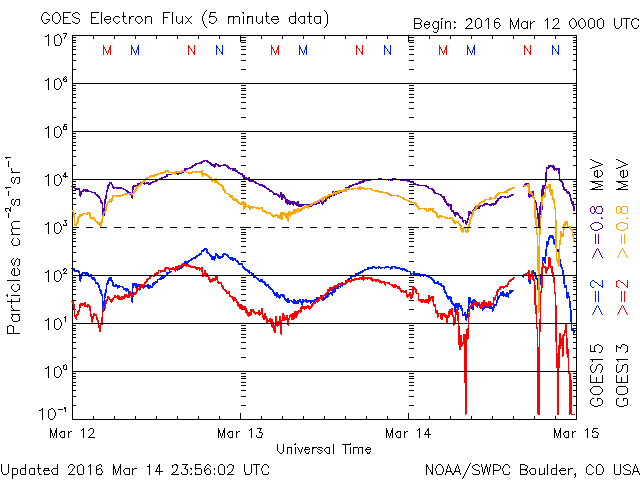 GOES Electron Flux (5 minute data)
Begin: 2016 Mar 12 0000 UTC
10⁷
M M N N M M N N M M N N
10⁶
10⁵
10⁴
10³
10²
10¹
10⁰
10⁻¹
Particles cm⁻²s⁻¹sr⁻¹
Mar 12 Mar 13 Mar 14 Mar 15
Universal Time
GOES15 >=2 >=0.8 MeV
GOES13 >=2 >=0.8 MeV
Updated 2016 Mar 14 23:56:02 UTC
NOAA/SWPC Boulder, CO USA